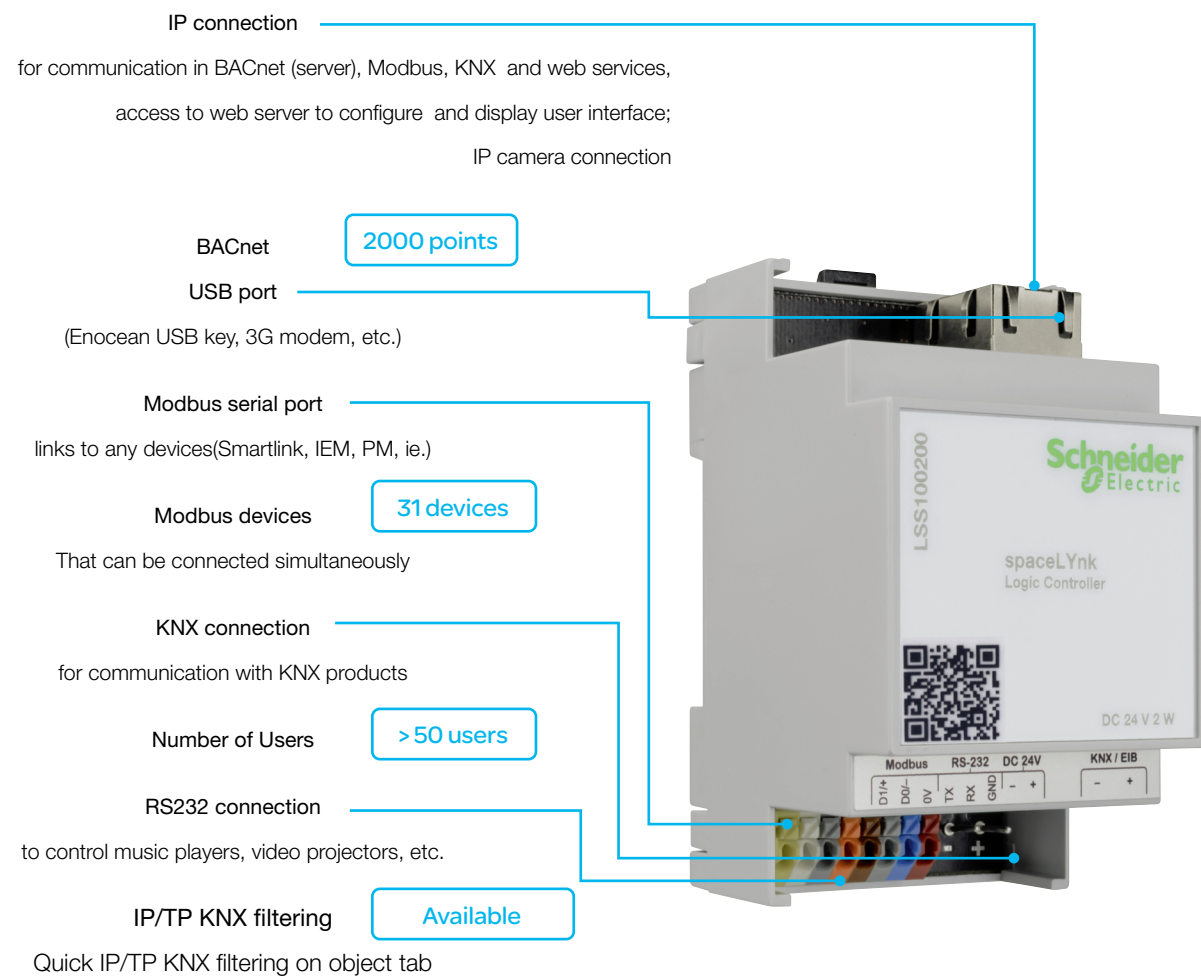 IP connection
for communication in BACnet (server), Modbus, KNX and web services,
access to web server to configure and display user interface;
IP camera connection
BACnet
2000 points
USB port
(Enocean USB key, 3G modem, etc.)
Modbus serial port
links to any devices(Smartlink, IEM, PM, ie.)
Modbus devices
31 devices
That can be connected simultaneously
KNX connection
for communication with KNX products
Number of Users
> 50 users
RS232 connection
to control music players, video projectors, etc.
IP/TP KNX filtering
Available
Quick IP/TP KNX filtering on object tab
LSS100200
Schneider
Electric
spaceLYnk
Logic Controller
DC 24 V 2 W
Modbus RS-232 DC 24V KNX / EIB
D1/+ D0/– 0V TX RX GND – + – +
– +